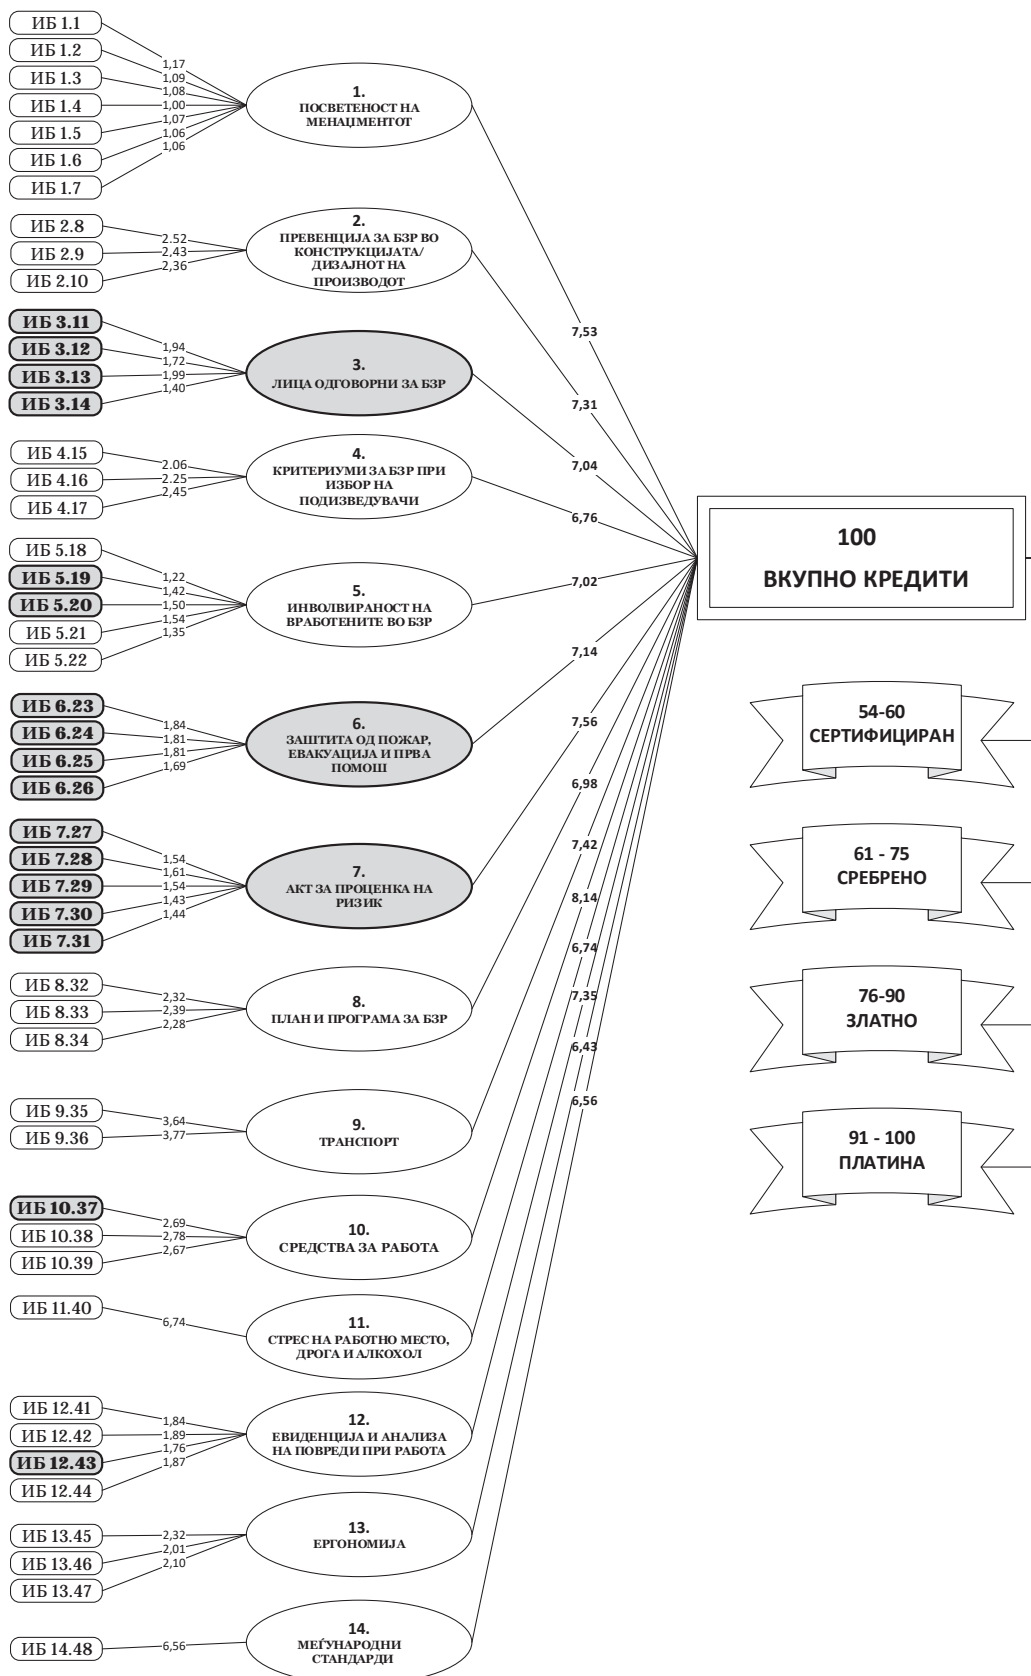 ИБ 1.1
ИБ 1.2
ИБ 1.3
ИБ 1.4
ИБ 1.5
ИБ 1.6
ИБ 1.7
1,17
1,09
1,08
1,00
1,07
1,06
1,06
1.
ПОСВЕТЕНОСТ НА
МЕНАЏМЕНТОТ
7,53
ИБ 2.8
ИБ 2.9
ИБ 2.10
2.52
2,43
2,36
2.
ПРЕВЕНЦИЈА ЗА БЗР ВО
КОНСТРУКЦИЈАТА/
ДИЗАЈНОТ НА
ПРОИЗВОДОТ
7,31
ИБ 3.11
ИБ 3.12
ИБ 3.13
ИБ 3.14
1,94
1,72
1,99
1,40
3.
ЛИЦА ОДГОВОРНИ ЗА БЗР
7,04
ИБ 4.15
ИБ 4.16
ИБ 4.17
2.06
2.25
2,45
4.
КРИТЕРИУМИ ЗА БЗР ПРИ
ИЗБОР НА
ПОДИЗВЕДУВАЧИ
6,76
ИБ 5.18
ИБ 5.19
ИБ 5.20
ИБ 5.21
ИБ 5.22
1,22
1,42
1,50
1,54
1,35
5.
ИНВОЛВИРАНОСТ НА
ВРАБОТЕНИТЕ ВО БЗР
7,02
ИБ 6.23
ИБ 6.24
ИБ 6.25
ИБ 6.26
1,84
1,81
1,81
1,69
6.
ЗАШТИТА ОД ПОЖАР,
ЕВАКУАЦИЈА И ПРВА
ПОМОШ
7,14
ИБ 7.27
ИБ 7.28
ИБ 7.29
ИБ 7.30
ИБ 7.31
1,54
1,61
1,54
1,43
1,44
7.
АКТ ЗА ПРОЦЕНКА НА
РИЗИК
7,56
ИБ 8.32
ИБ 8.33
ИБ 8.34
2,32
2,39
2,28
8.
ПЛАН И ПРОГРАМА ЗА БЗР
6,98
ИБ 9.35
ИБ 9.36
3,64
3,77
9.
ТРАНСПОРТ
7,42
ИБ 10.37
ИБ 10.38
ИБ 10.39
2,69
2,78
2,67
10.
СРЕДСТВА ЗА РАБОТА
8,14
ИБ 11.40
6,74
11.
СТРЕС НА РАБОТНО МЕСТО,
ДРОГА И АЛКОХОЛ
6,74
ИБ 12.41
ИБ 12.42
ИБ 12.43
ИБ 12.44
1,84
1,89
1,76
1,87
12.
ЕВИДЕНЦИЈА И АНАЛИЗА
НА ПОВРЕДИ ПРИ РАБОТА
7,35
ИБ 13.45
ИБ 13.46
ИБ 13.47
2,32
2,01
2,10
13.
ЕРГОНОМИЈА
6,43
ИБ 14.48
6,56
14.
МЕЃУНАРОДНИ
СТАНДАРДИ
6,56
100
ВКУПНО КРЕДИТИ
54-60
СЕРТИФИЦИРАН
61 - 75
СРЕБРЕНО
76-90
ЗЛАТНО
91 - 100
ПЛАТИНА